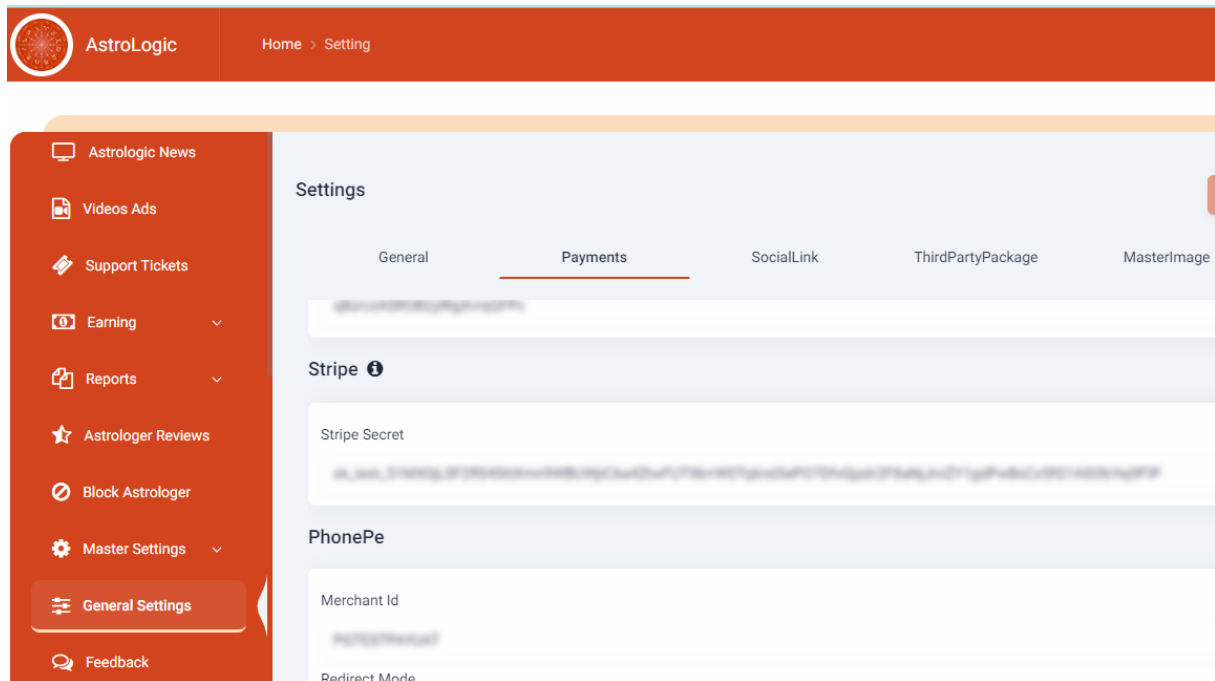 AstroLogic
Home > Setting
Astrologic News
Videos Ads
Support Tickets
Earning
Reports
Astrologer Reviews
Block Astrologer
Master Settings
General Settings
Feedback
Settings
General Payments SocialLink ThirdPartyPackage MasterImage
Stripe
Stripe Secret
PhonePe
Merchant Id
Redirect Mode